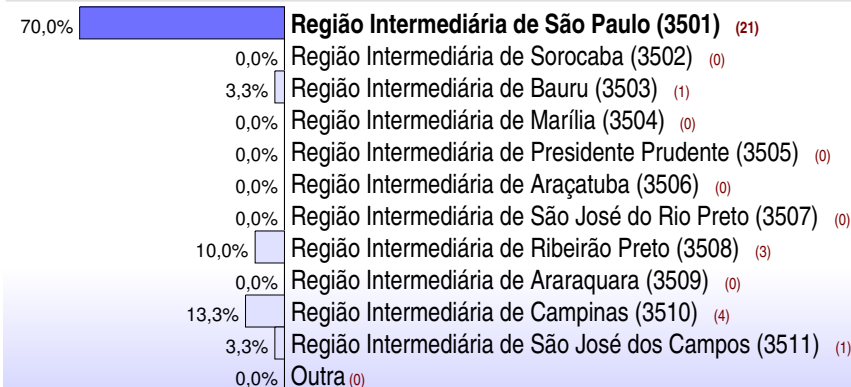 70,0% Região Intermediária de São Paulo (3501) (21)
0,0% Região Intermediária de Sorocaba (3502) (0)
3,3% Região Intermediária de Bauru (3503) (1)
0,0% Região Intermediária de Marília (3504) (0)
0,0% Região Intermediária de Presidente Prudente (3505) (0)
0,0% Região Intermediária de Araçatuba (3506) (0)
0,0% Região Intermediária de São José do Rio Preto (3507) (0)
10,0% Região Intermediária de Ribeirão Preto (3508) (3)
0,0% Região Intermediária de Araraquara (3509) (0)
13,3% Região Intermediária de Campinas (3510) (4)
3,3% Região Intermediária de São José dos Campos (3511) (1)
0,0% Outra (0)